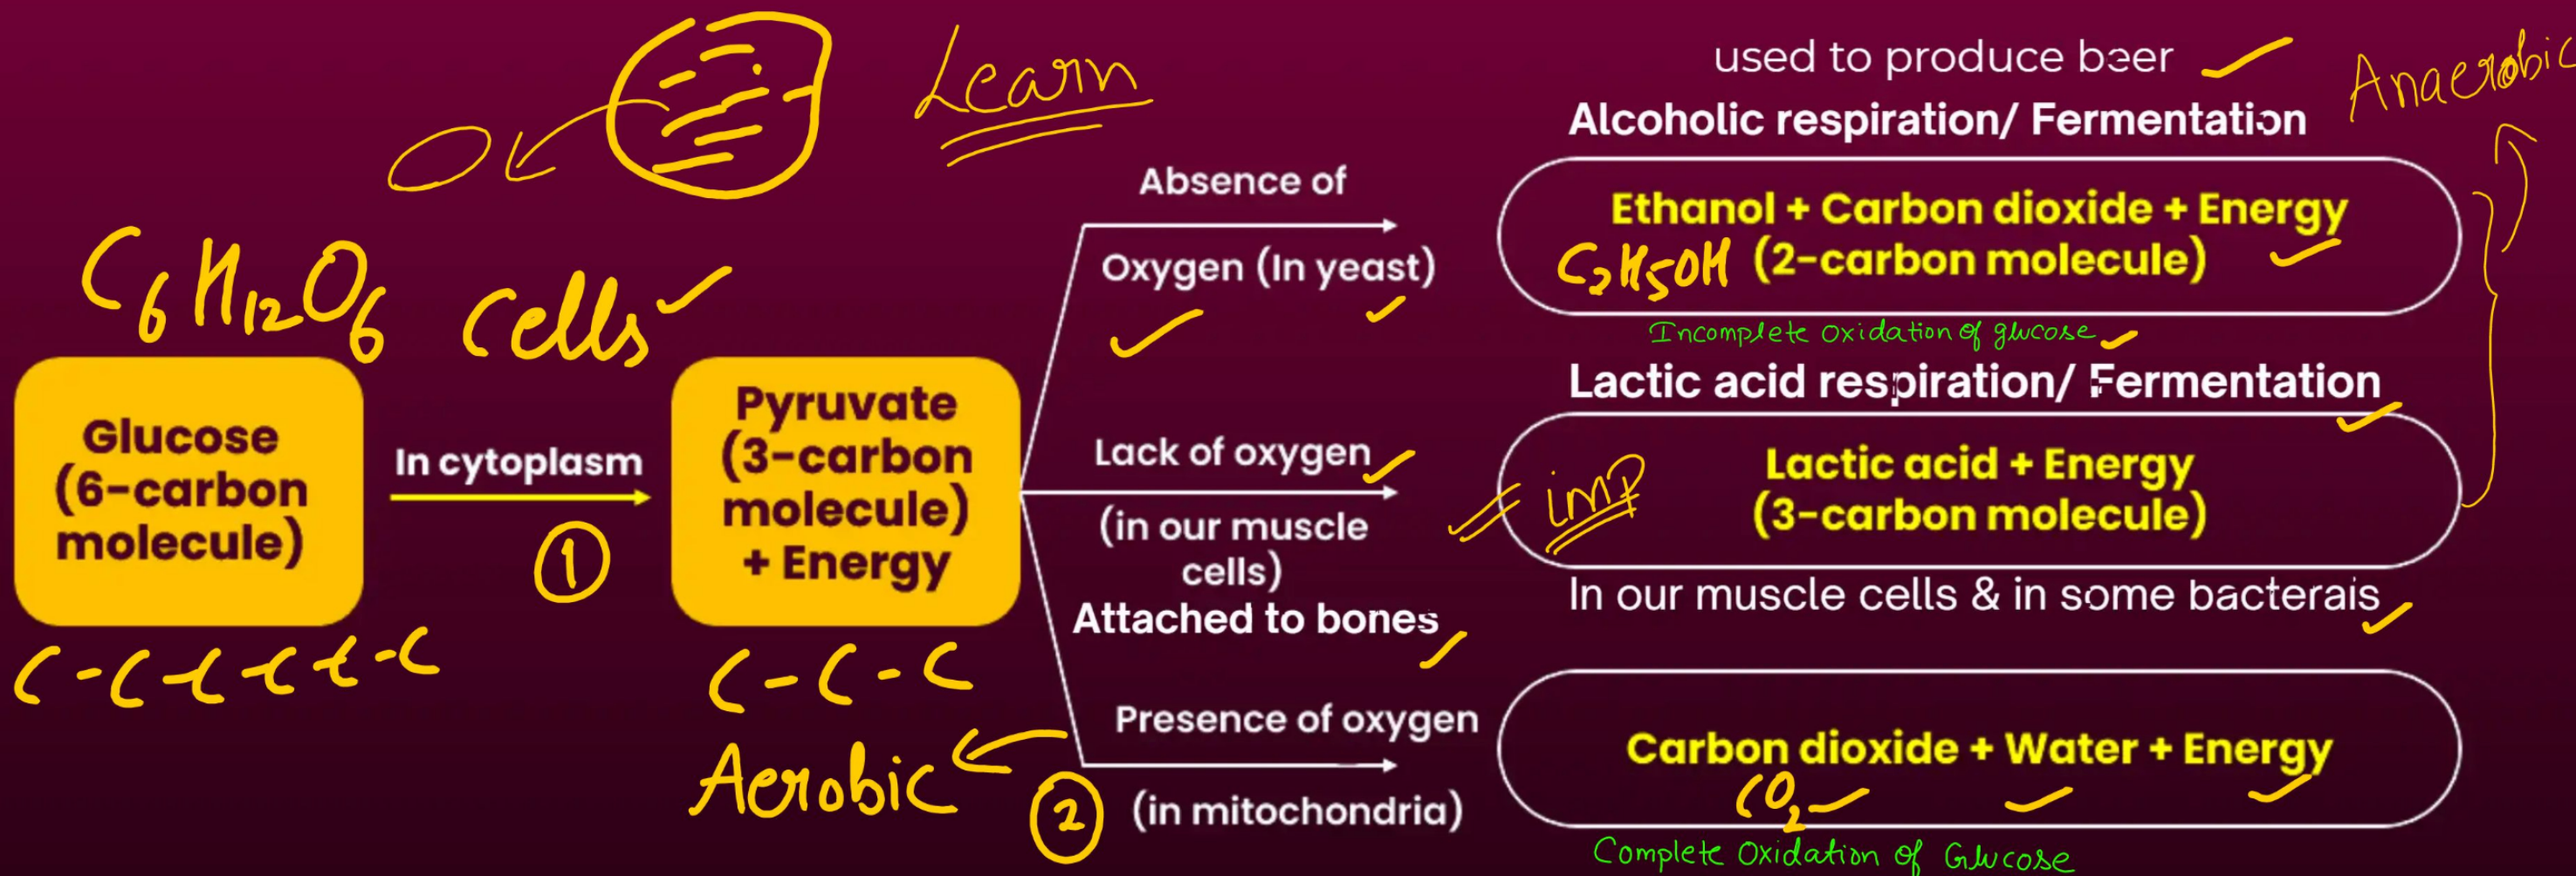 Learn
C6H12O6
Cells
Glucose
(6-carbon
molecule)
C-C-C-C-C-C
In cytoplasm
1
Pyruvate
(3-carbon
molecule)
+ Energy
C-C-C
Aerobic
2
Absence of
Oxygen (In yeast)
Lack of oxygen
(in our muscle
cells)
Attached to bones
Presence of oxygen
(in mitochondria)
used to produce beer
Anaerobic
Alcoholic respiration/ Fermentation
Ethanol + Carbon dioxide + Energy
C2H5OH (2-carbon molecule)
Incomplete Oxidation of glucose
Lactic acid respiration/ Fermentation
imp
Lactic acid + Energy
(3-carbon molecule)
In our muscle cells & in some bacterais
Carbon dioxide + Water + Energy
CO2
Complete Oxidation of Glucose